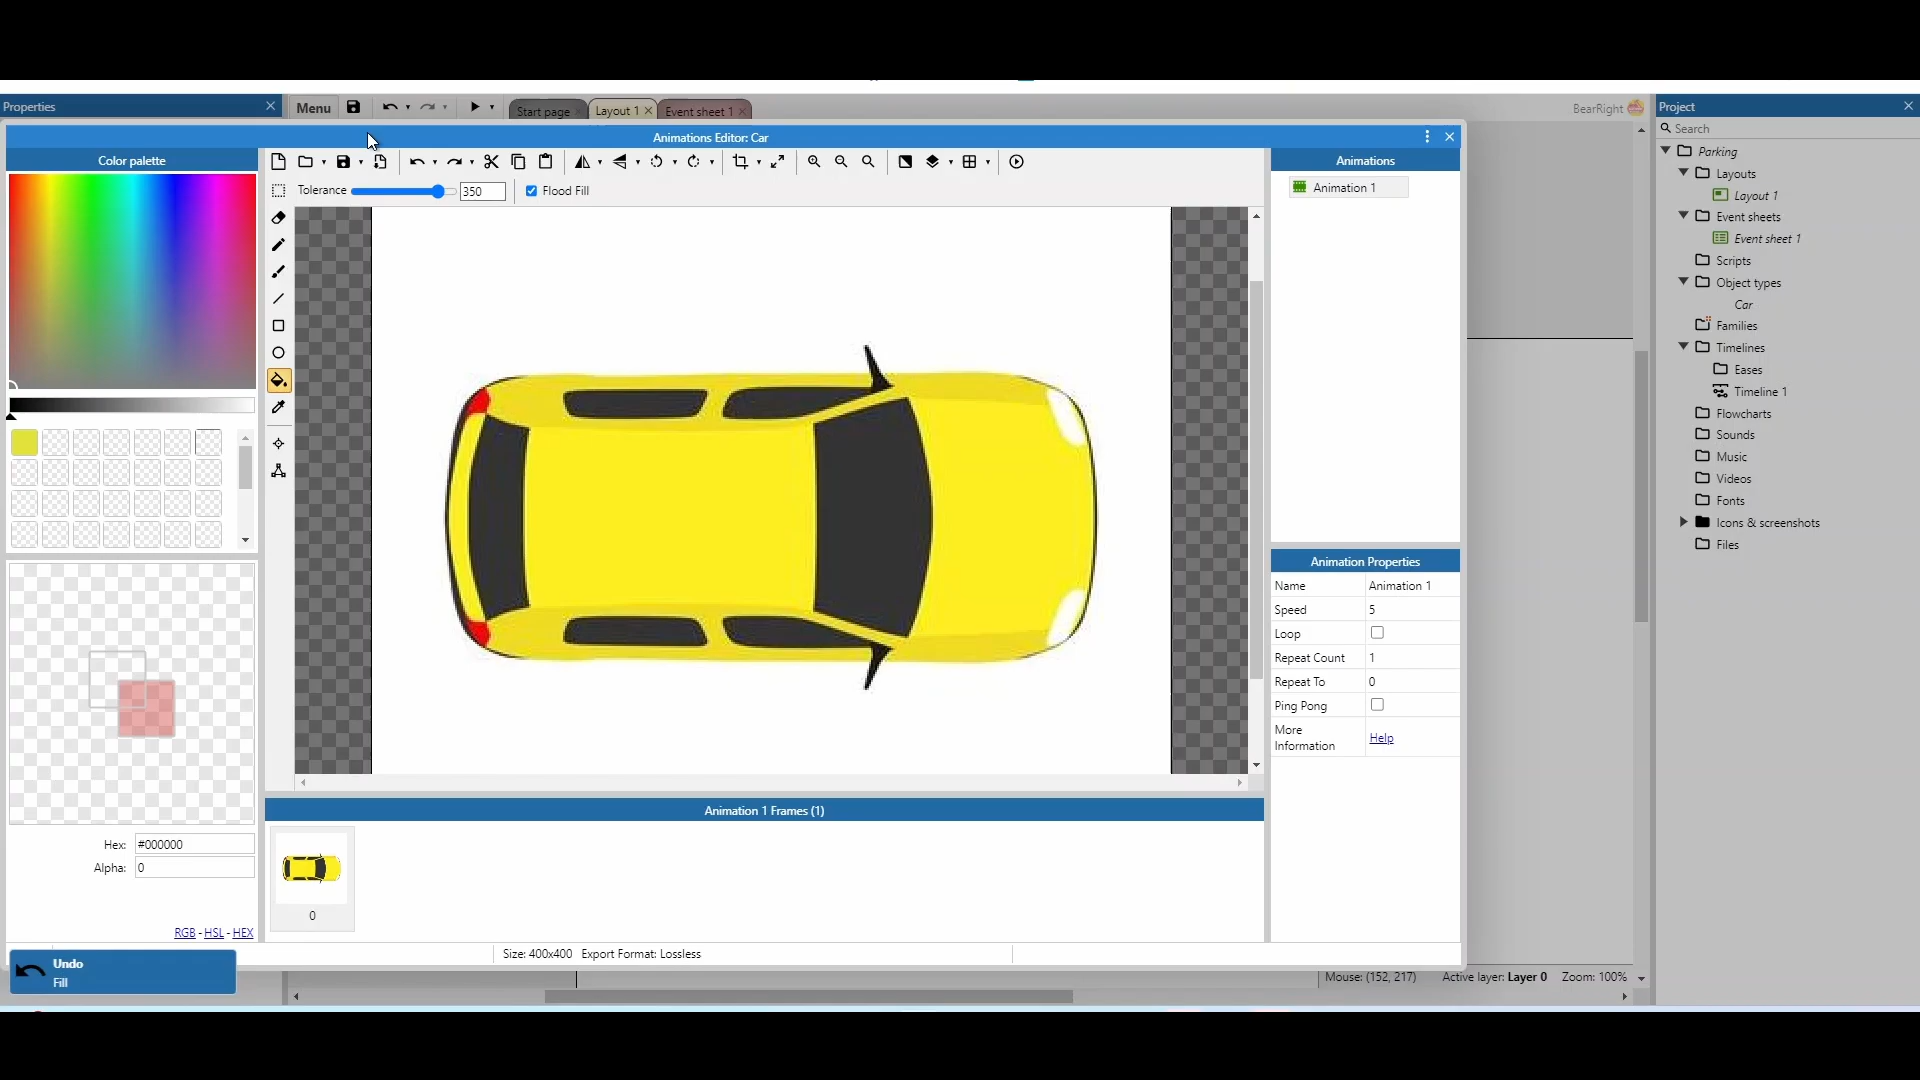 Properties
Menu
Start page
Layout 1
Event sheet 1
BearRight
Project
Animations Editor: Car
Search
Color palette
Tolerance 350 Flood Fill
Animations
Animation 1
Parking
Layouts
Layout 1
Event sheets
Event sheet 1
Scripts
Object types
Car
Families
Timelines
Eases
Timeline 1
Flowcharts
Sounds
Music
Videos
Fonts
Icons & screenshots
Files
Animation Properties
Name Animation 1
Speed 5
Loop
Repeat Count 1
Repeat To 0
Ping Pong
More
Information Help
Animation 1 Frames (1)
0
Hex: #000000
Alpha: 0
RGB - HSL - HEX
Size: 400x400 Export Format: Lossless
Undo
Fill
Mouse: (152, 217) Active layer: Layer 0 Zoom: 100%